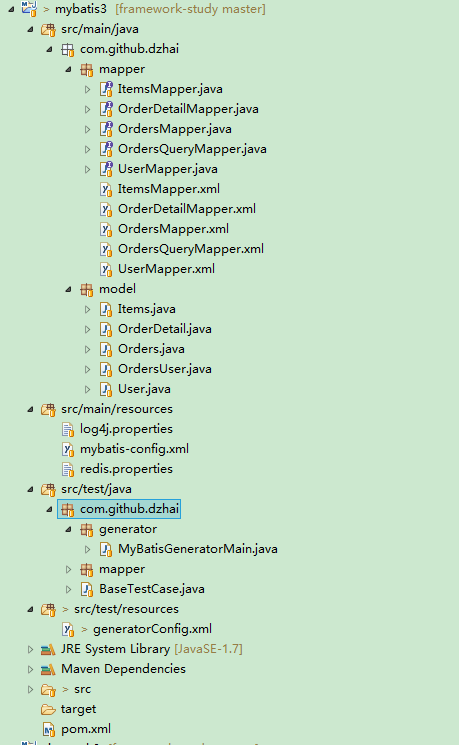 > mybatis3 [framework-study master]
src/main/java
com.github.dzhai
mapper
ItemsMapper.java
OrderDetailMapper.java
OrdersMapper.java
OrdersQueryMapper.java
UserMapper.java
ItemsMapper.xml
OrderDetailMapper.xml
OrdersMapper.xml
OrdersQueryMapper.xml
UserMapper.xml
model
Items.java
OrderDetail.java
Orders.java
OrdersUser.java
User.java
src/main/resources
log4j.properties
mybatis-config.xml
redis.properties
src/test/java
com.github.dzhai
generator
MyBatisGeneratorMain.java
mapper
BaseTestCase.java
> src/test/resources
> generatorConfig.xml
JRE System Library [JavaSE-1.7]
Maven Dependencies
> src
target
pom.xml